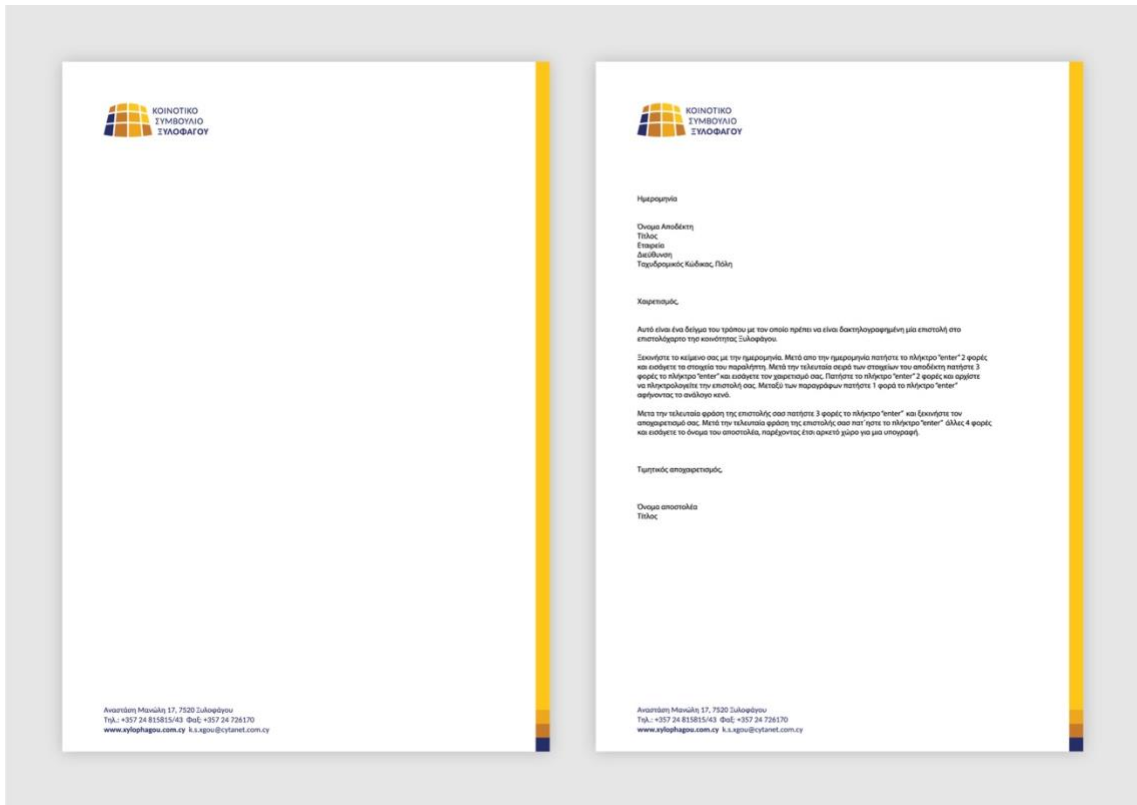 ΚΟΙΝΟΤΙΚΟ
ΣΥΜΒΟΥΛΙΟ
ΞΥΛΟΦΑΓΟΥ
Αναστάση Μανώλη 17, 7520 Ξυλοφάγου
Τηλ.: +357 24 815815/43 Φαξ: +357 24 726170
www.xylophagou.com.cy k.s.xgou@cytanet.com.cy
ΚΟΙΝΟΤΙΚΟ
ΣΥΜΒΟΥΛΙΟ
ΞΥΛΟΦΑΓΟΥ
Ημερομηνία
Όνομα Αποδέκτη
Τίτλος
Εταιρεία
Διεύθυνση
Ταχυδρομικός Κώδικας, Πόλη
Χαιρετισμός,
Αυτό είναι ένα δείγμα του τρόπου με τον οποίο πρέπει να είναι δακτηλογραφημένη μία επιστολή στο
επιστολόχαρτο τησ κοινότητας Ξυλοφάγου.
Ξεκινήστε το κείμενο σας με την ημερομηνία. Μετά απο την ημερομηνία πατήστε το πλήκτρο "enter" 2 φορές
και εισάγετε τα στοιχεία του παραλήπτη. Μετά την τελευταία σειρά των στοιχείων του αποδέκτη πατήστε 3
φορές το πλήκτρο "enter" και εισάγετε τον χαιρετισμό σας. Πατήστε το πλήκτρο "enter" 2 φορές και αρχίστε
να πληκτρολογείτε την επιστολή σας. Μεταξύ των παραγράφων πατήστε 1 φορά το πλήκτρο "enter"
αφήνοντας το ανάλογο κενό.
Μετα την τελευταία φράση της επιστολής σασ πατήστε 3 φορές το πλήκτρο "enter" και ξεκινήστε τον
αποχαιρετισμό σας. Μετά την τελευταία φράση της επιστολής σασ πατ΄ηστε το πλήκτρο "enter" άλλες 4 φορές
και εισάγετε το όνομα του αποστολέα, παρέχοντας έτσι αρκετό χώρο για μια υπογραφή.
Τιμητικός αποχαιρετισμός,
Όνομα αποστολέα
Τίτλος
Αναστάση Μανώλη 17, 7520 Ξυλοφάγου
Τηλ.: +357 24 815815/43 Φαξ: +357 24 726170
www.xylophagou.com.cy k.s.xgou@cytanet.com.cy